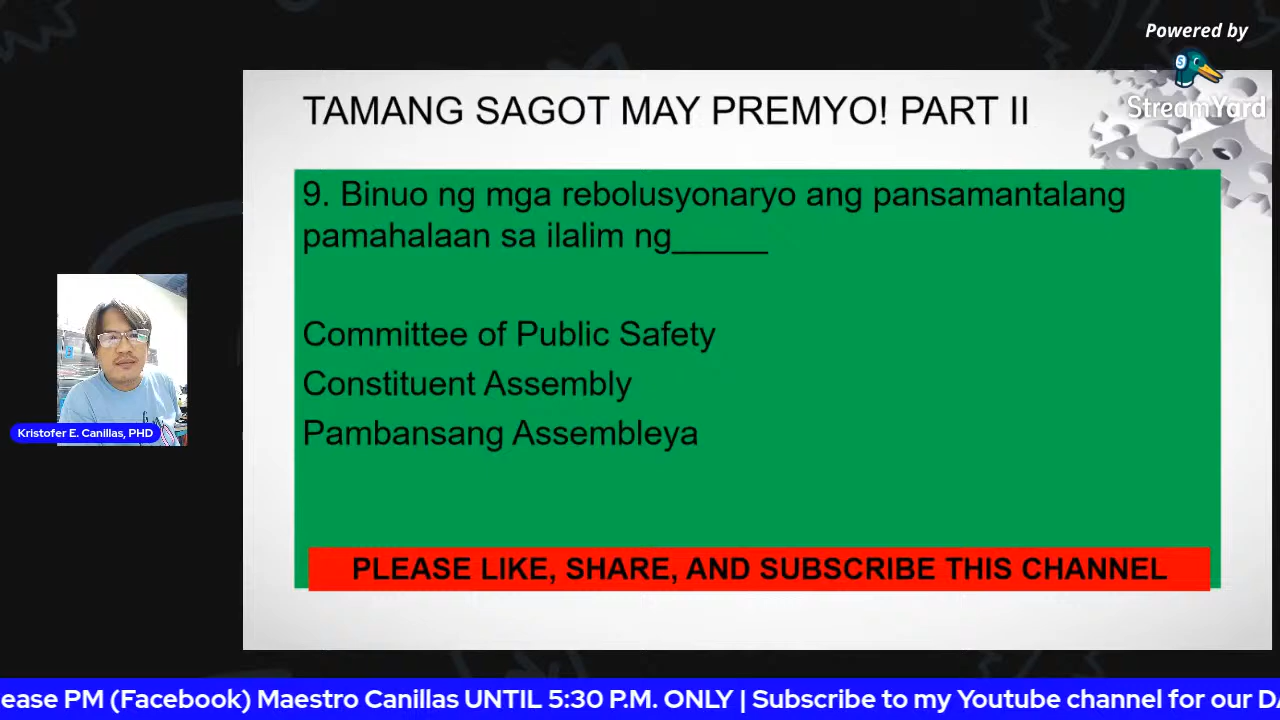 Powered by
StreamYard
TAMANG SAGOT MAY PREMYO! PART II
9. Binuo ng mga rebolusyonaryo ang pansamantalang
pamahalaan sa ilalim ng_____
Committee of Public Safety
Constituent Assembly
Pambansang Assembleya
Kristofer E. Canillas, PHD
PLEASE LIKE, SHARE, AND SUBSCRIBE THIS CHANNEL
ease PM (Facebook) Maestro Canillas UNTIL 5:30 P.M. ONLY | Subscribe to my Youtube channel for our DA